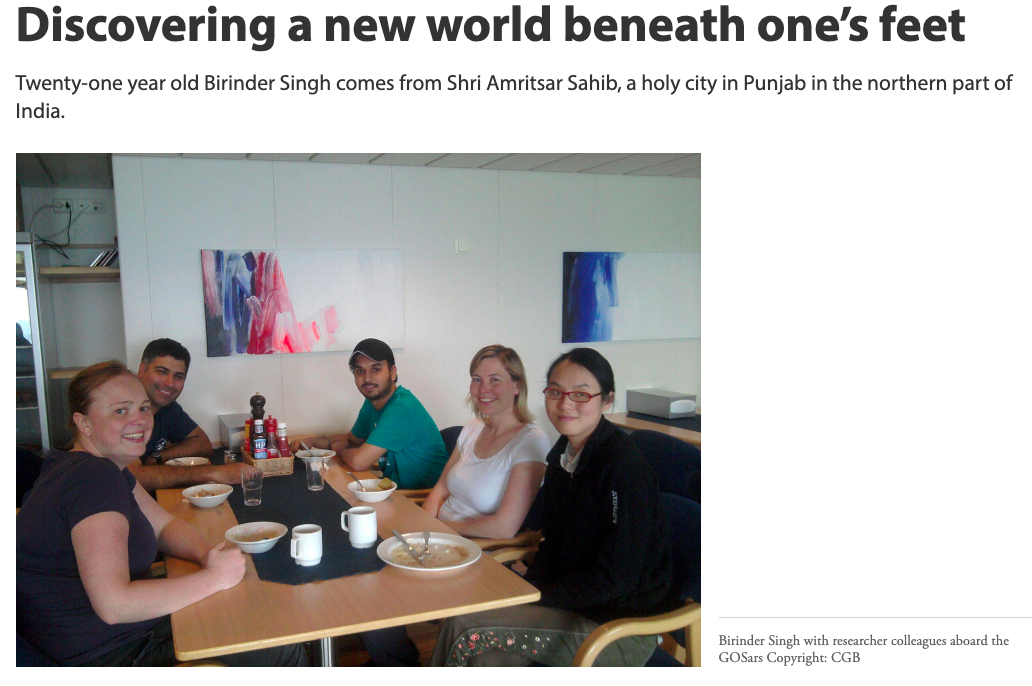 Discovering a new world beneath one’s feet
Twenty-one year old Birinder Singh comes from Shri Amritsar Sahib, a holy city in Punjab in the northern part of
India.
HP
Birinder Singh with researcher colleagues aboard the
GOSars Copyright: CGB